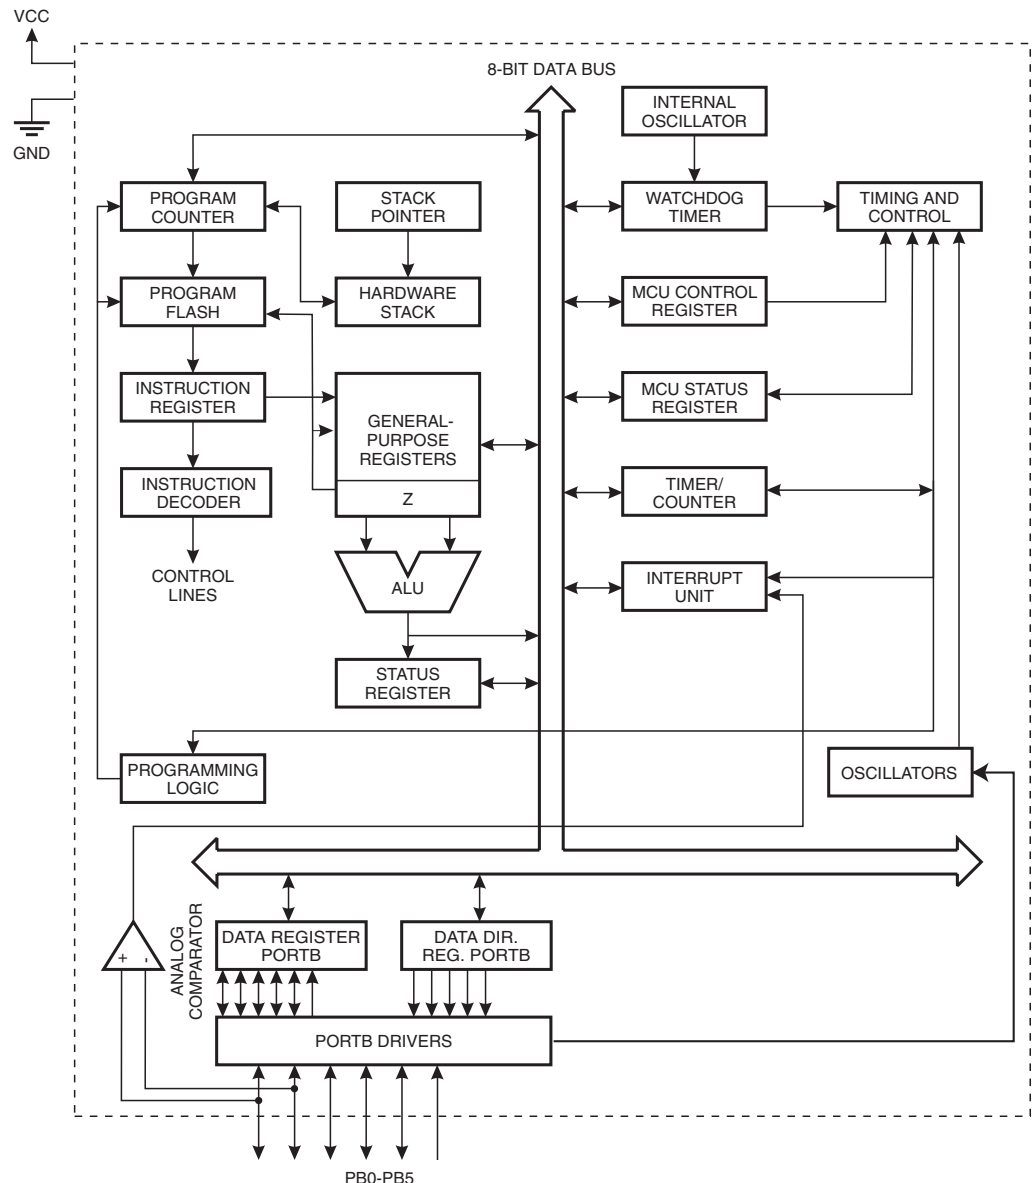 VCC
GND
8-BIT DATA BUS
INTERNAL
OSCILLATOR
PROGRAM
COUNTER
STACK
POINTER
WATCHDOG
TIMER
TIMING AND
CONTROL
PROGRAM
FLASH
HARDWARE
STACK
MCU CONTROL
REGISTER
INSTRUCTION
REGISTER
GENERAL-
PURPOSE
REGISTERS
Z
MCU STATUS
REGISTER
INSTRUCTION
DECODER
TIMER/
COUNTER
CONTROL
LINES
ALU
INTERRUPT
UNIT
STATUS
REGISTER
PROGRAMMING
LOGIC
OSCILLATORS
+ -
ANALOG
COMPARATOR
DATA REGISTER
PORTB
DATA DIR.
REG. PORTB
PORTB DRIVERS
PB0-PB5